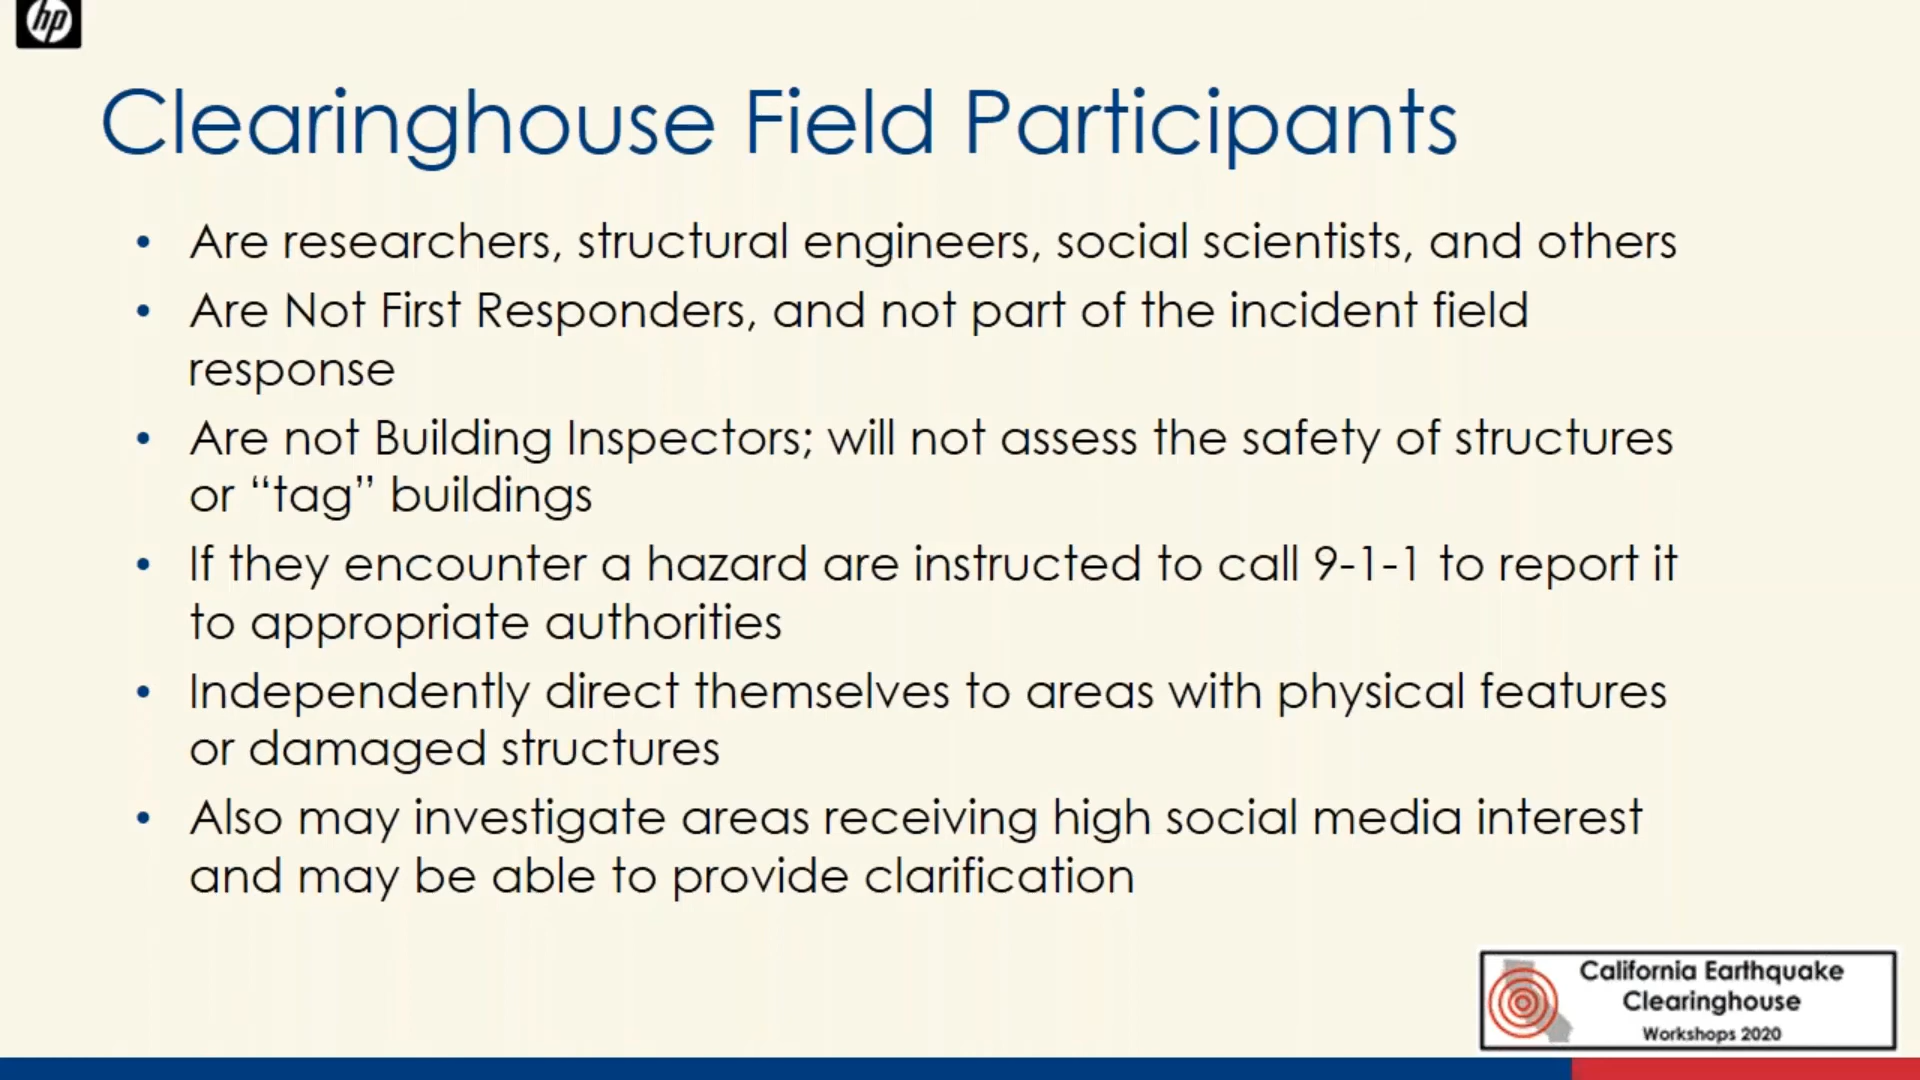 hp
Clearinghouse Field Participants
• Are researchers, structural engineers, social scientists, and others
• Are Not First Responders, and not part of the incident field
response
• Are not Building Inspectors; will not assess the safety of structures
or “tag” buildings
• If they encounter a hazard are instructed to call 9-1-1 to report it
to appropriate authorities
• Independently direct themselves to areas with physical features
or damaged structures
• Also may investigate areas receiving high social media interest
and may be able to provide clarification
California Earthquake
Clearinghouse
Workshops 2020